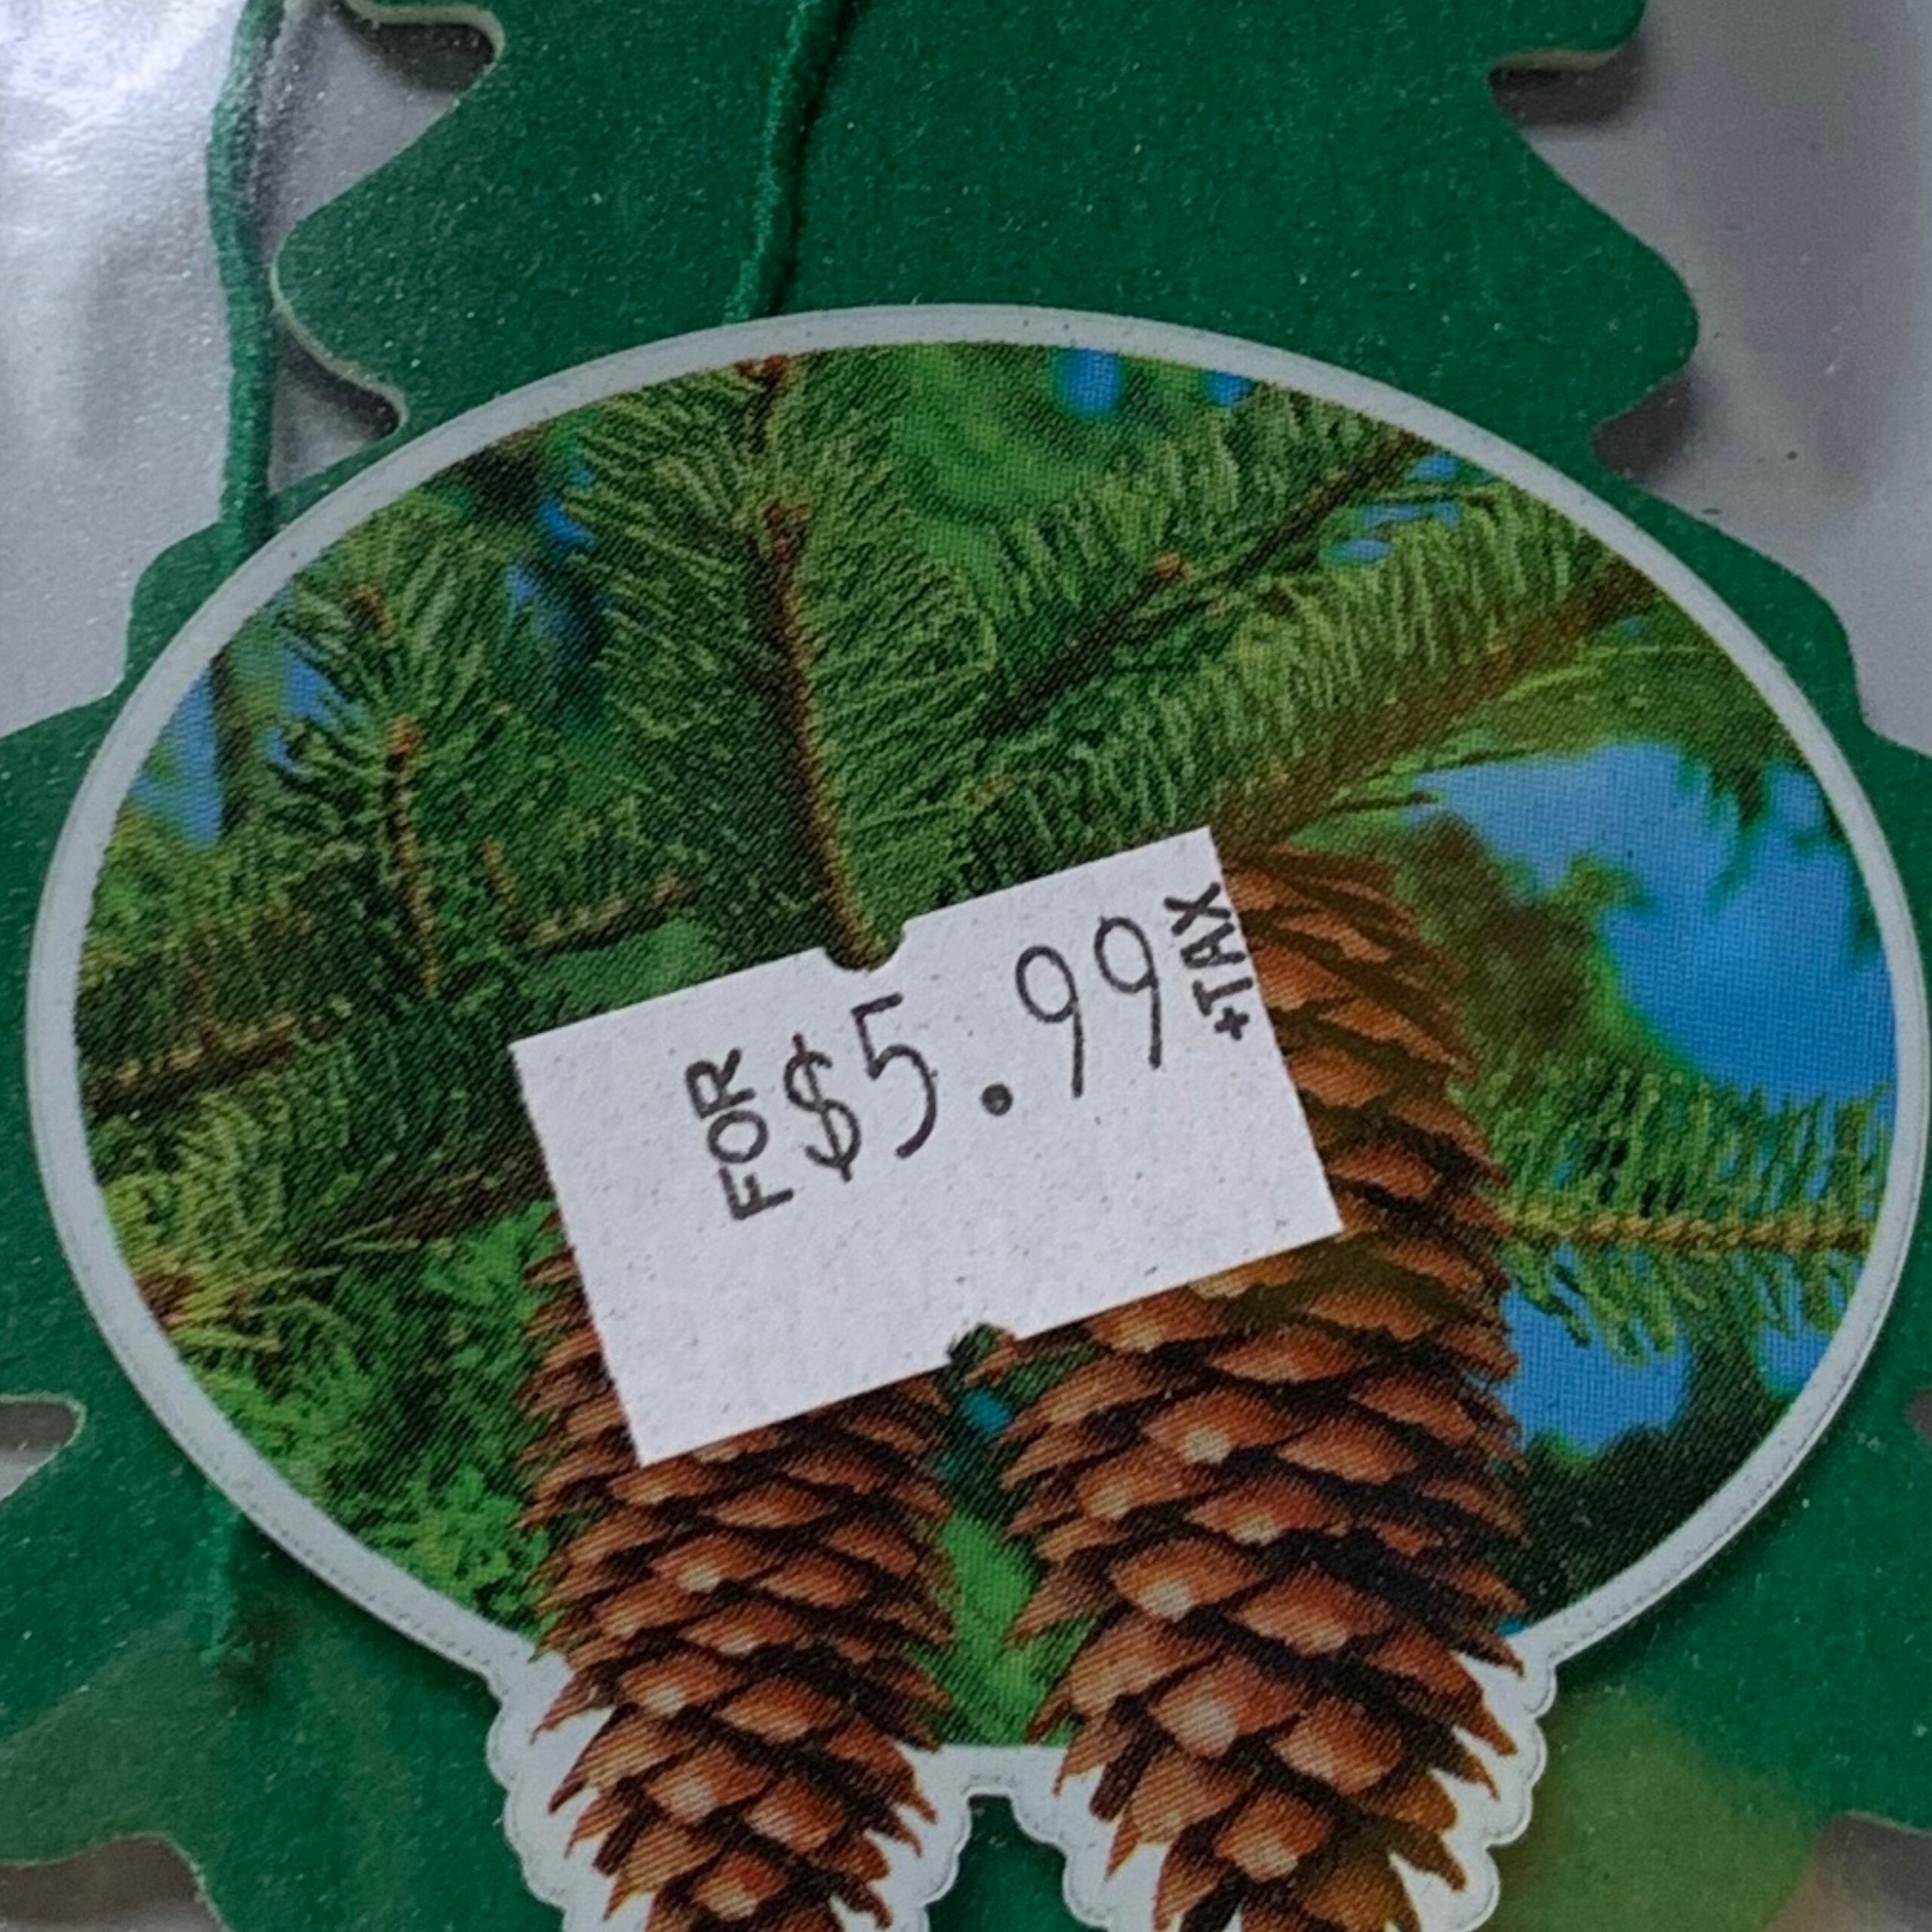 FOR $5.99 +TAX